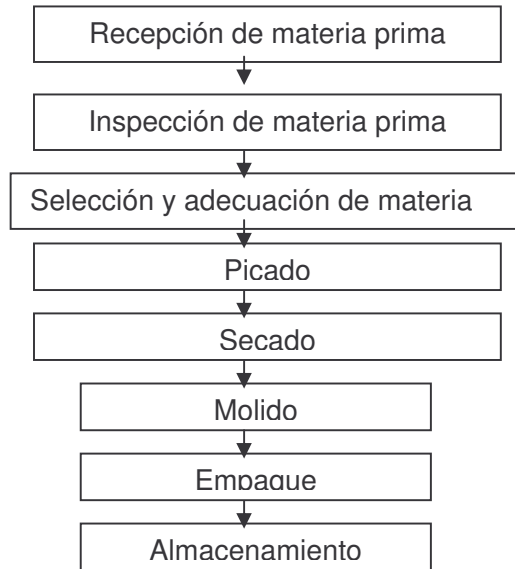 Recepción de materia prima
Inspección de materia prima
Selección y adecuación de materia
Picado
Secado
Molido
Empaque
Almacenamiento